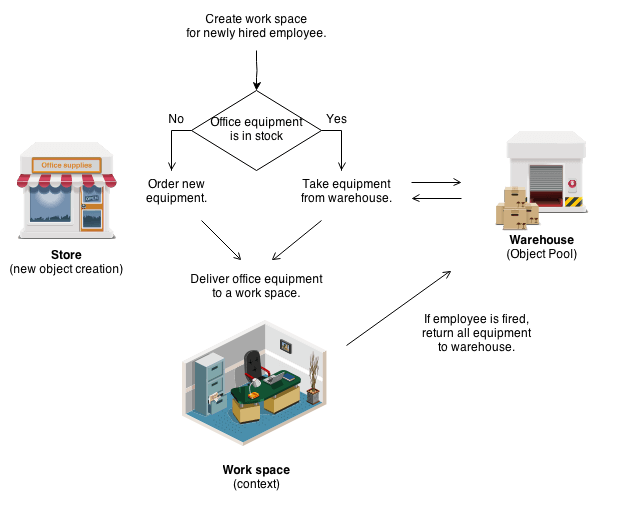 Create work space
for newly hired employee.
No
Office equipment
is in stock
Yes
Office supplies
Order new
equipment.
Take equipment
from warehouse.
Store
(new object creation)
Warehouse
(Object Pool)
Deliver office equipment
to a work space.
If employee is fired,
return all equipment
to warehouse.
Work space
(context)